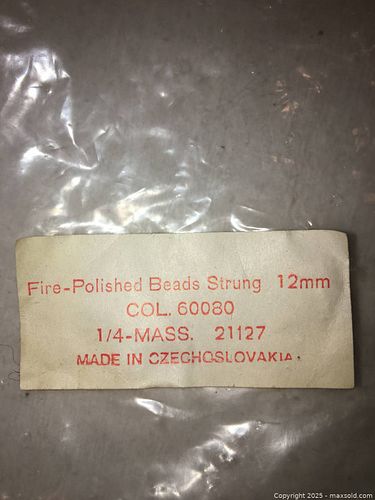 Fire-Polished Beads Strung 12mm
COL. 60080
1/4-MASS. 21127
MADE IN CZECHOSLOVAKIA.
Copyright 2025 - maxsold.com